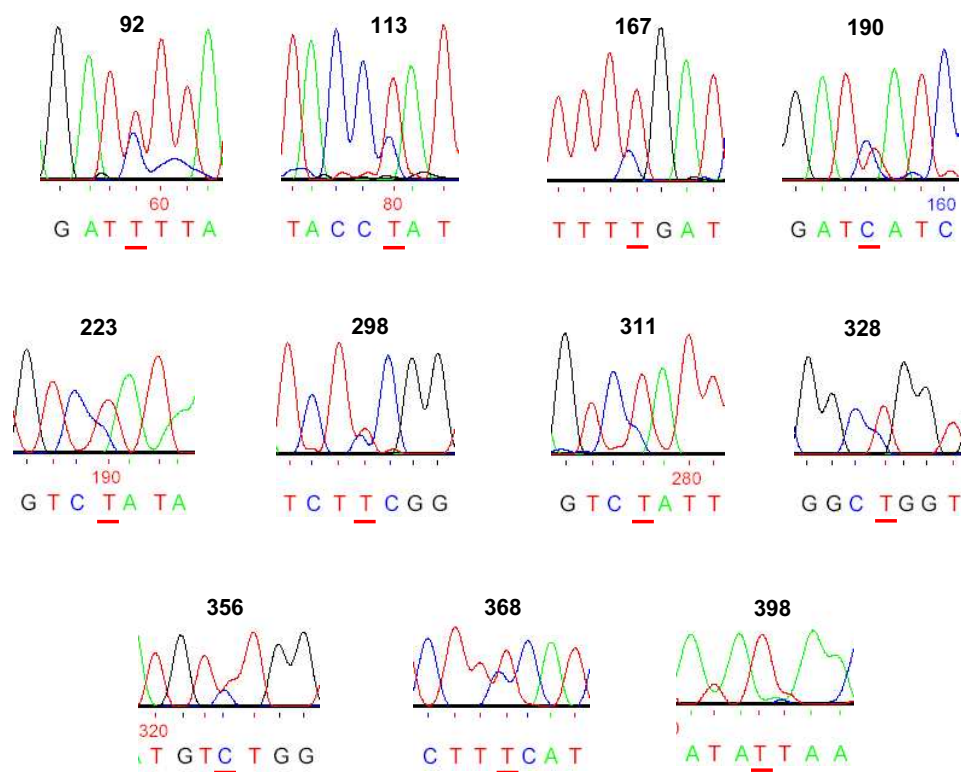 92 113 167 190
60 80 160
G A T T T T A T A C C T A T T T T T G A T G A T C A T C
223 298 311 328
190 280
G T C T A T A T C T T C G G G T C T A T T G G C T G G T
356 368 398
320 )
T G T C T G G C T T T C A T A T A T T A A